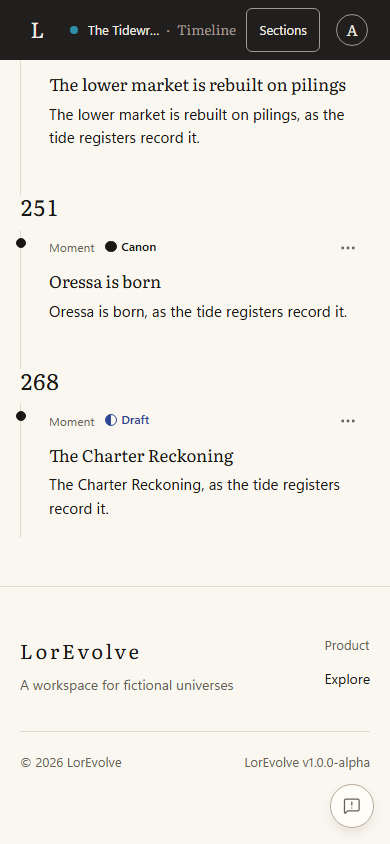 L The Tidewr... · Timeline Sections A
The lower market is rebuilt on pilings
The lower market is rebuilt on pilings, as the
tide registers record it.
251
Moment Canon ...
Oressa is born
Oressa is born, as the tide registers record it.
268
Moment Draft ...
The Charter Reckoning
The Charter Reckoning, as the tide registers
record it.
LorEvolve
A workspace for fictional universes
Product
Explore
© 2026 LorEvolve
LorEvolve v1.0.0-alpha